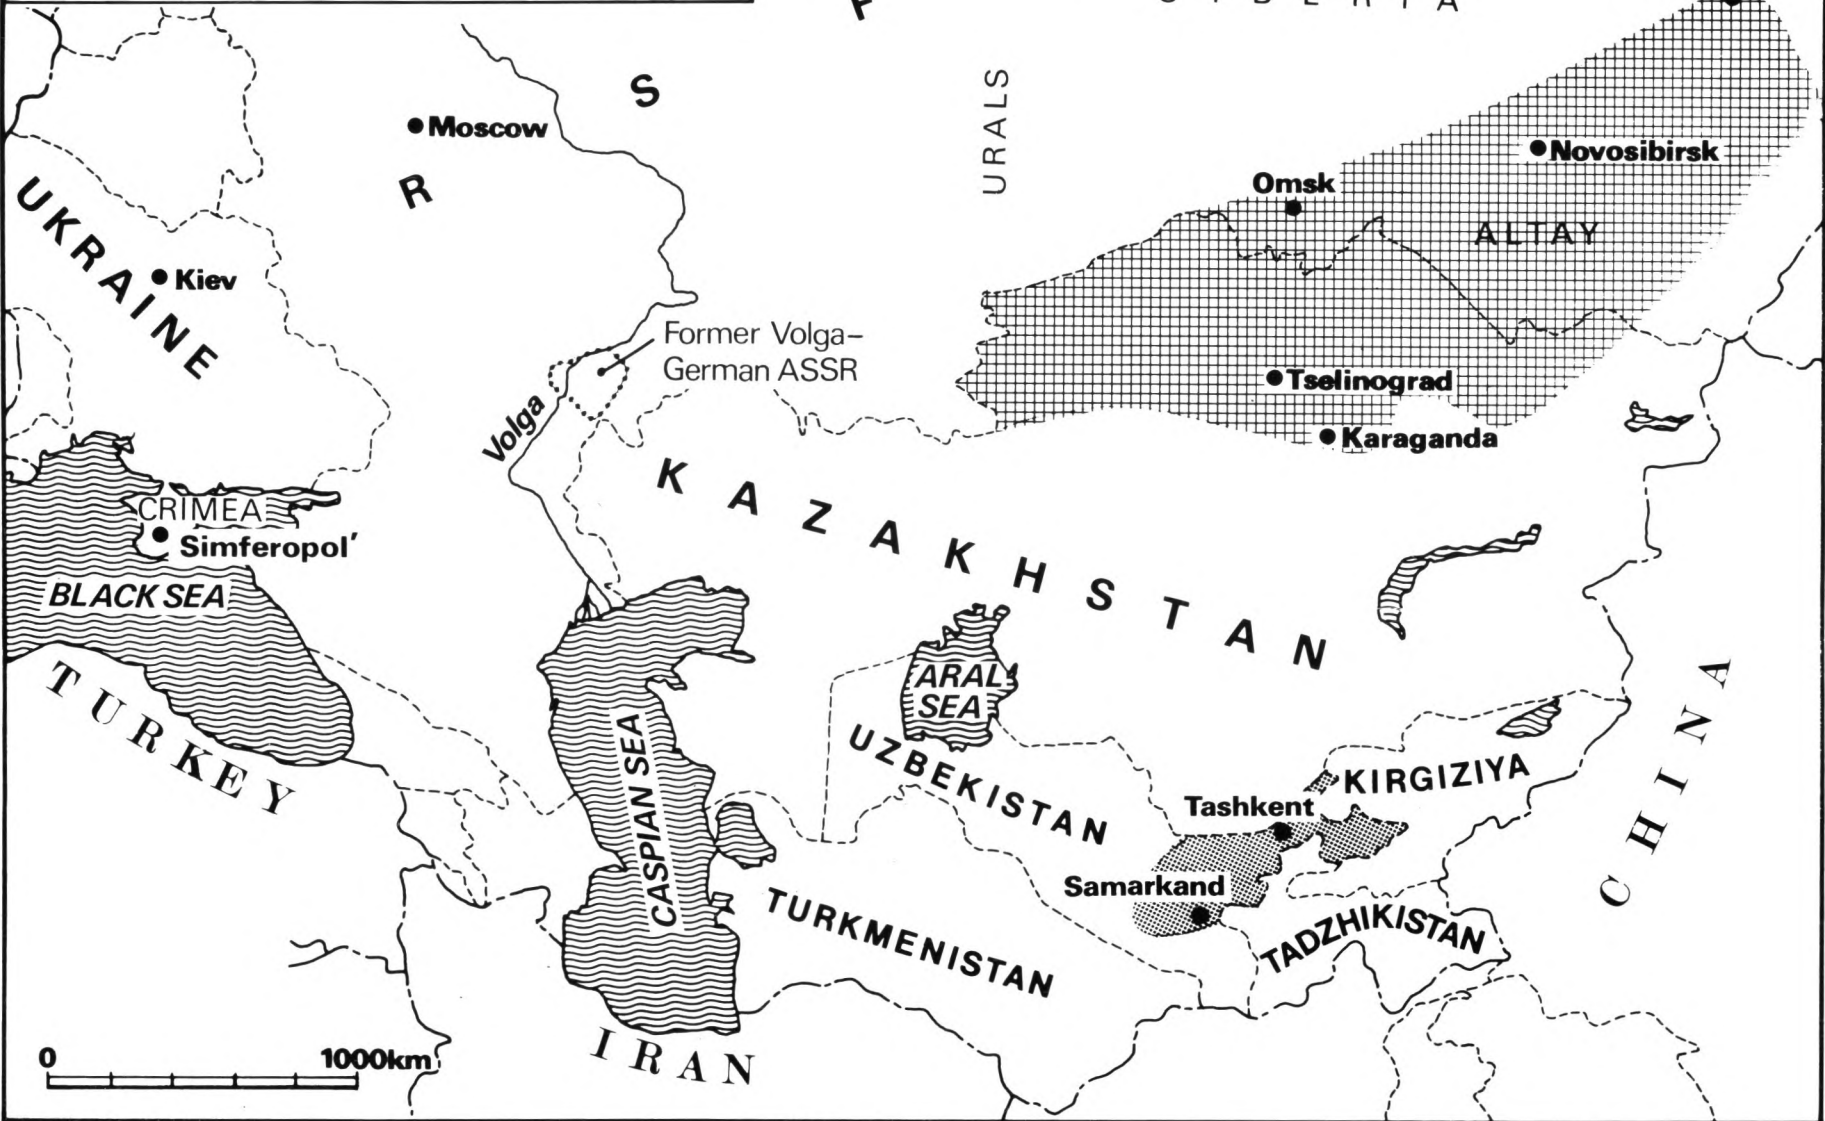 SIBERIA
F
S
R
URALS
Moscow
Novosibirsk
Omsk
ALTAY
UKRAINE
Kiev
Former Volga–
German ASSR
Tselinograd
Volga
Karaganda
KAZAKHSTAN
CRIMEA
Simferopol′
BLACK SEA
TURKEY
ARAL
SEA
CASPIAN SEA
UZBEKISTAN
KIRGIZIYA
Tashkent
CHINA
Samarkand
TURKMENISTAN
TADZHIKISTAN
IRAN
0 1000km